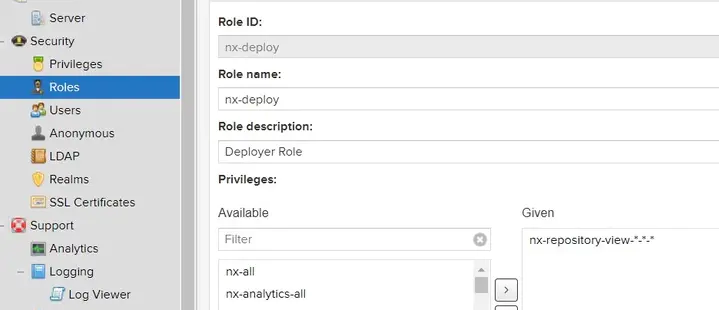 Server
Security
Privileges
Roles
Users
Anonymous
LDAP
Realms
SSL Certificates
Support
Analytics
Logging
Log Viewer
Role ID:
nx-deploy
Role name:
nx-deploy
Role description:
Deployer Role
Privileges:
Available
Filter
nx-all
nx-analytics-all
Given
nx-repository-view-*-*-*